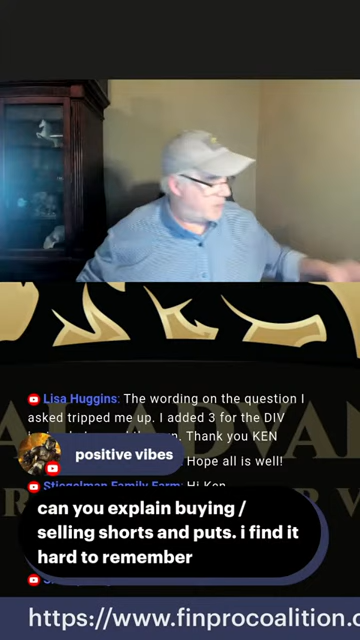 Lisa Huggins: The wording on the question I
asked tripped me up. I added 3 for the DIV
Thank you KEN
positive vibes
Hope all is well!
Stiegelman Family Farm: Hi Ken
can you explain buying /
selling shorts and puts. i find it
hard to remember
https://www.finprocoalition.c